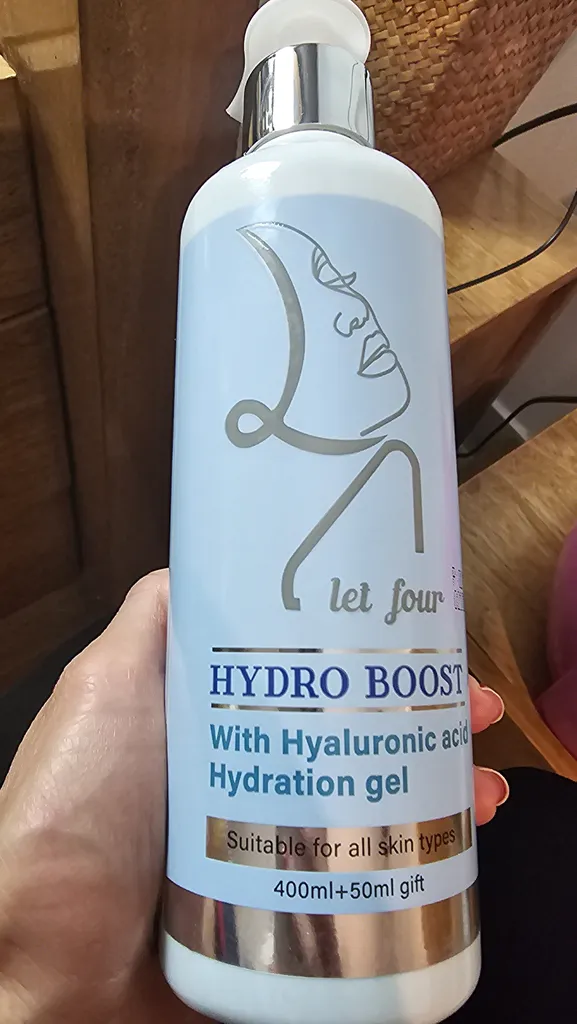 let four
HYDRO BOOST
With Hyaluronic acid
Hydration gel
Suitable for all skin types
400ml+50ml gift